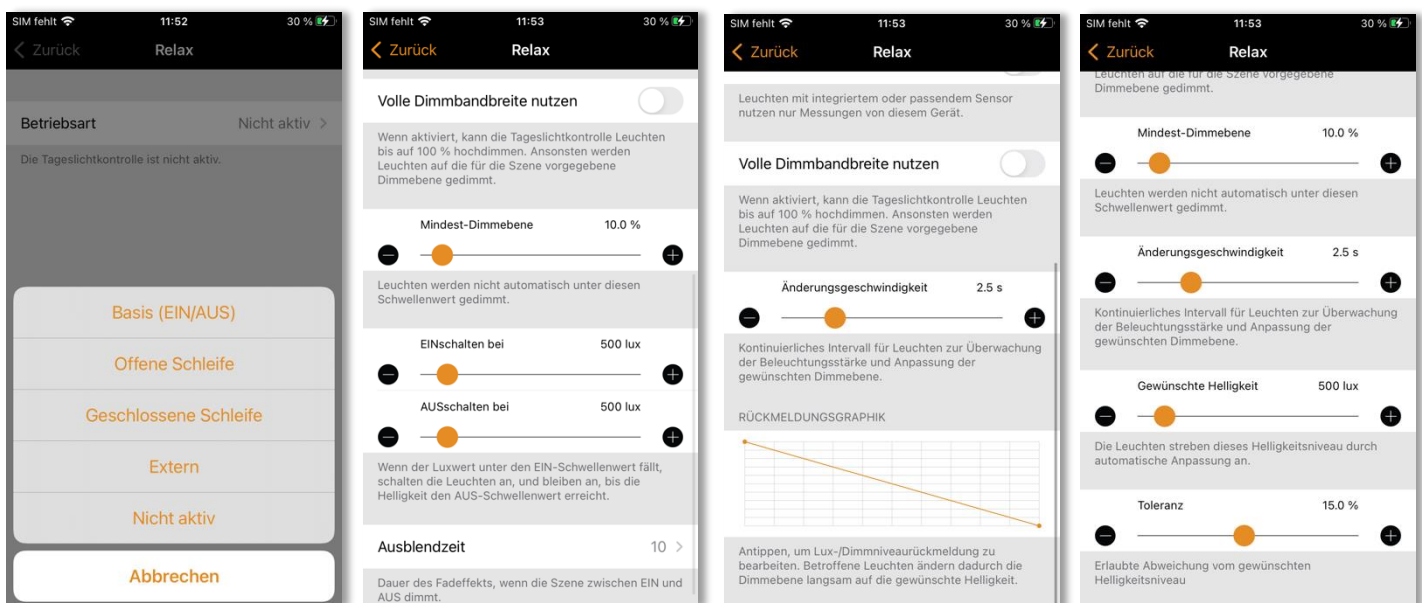 SIM fehlt 11:52 30 %
Zurück Relax
Betriebsart Nicht aktiv
Die Tageslichtkontrolle ist nicht aktiv.
Basis (EIN/AUS)
Offene Schleife
Geschlossene Schleife
Extern
Nicht aktiv
Abbrechen
SIM fehlt 11:53 30 %
Zurück Relax
Volle Dimmbandbreite nutzen
Wenn aktiviert, kann die Tageslichtkontrolle Leuchten
bis auf 100 % hochdimmen. Ansonsten werden
Leuchten auf die für die Szene vorgegebene
Dimmebene gedimmt.
Mindest-Dimmebene 10.0 %
Leuchten werden nicht automatisch unter diesen
Schwellenwert gedimmt.
EINschalten bei 500 lux
AUSschalten bei 500 lux
Wenn der Luxwert unter den EIN-Schwellenwert fällt,
schalten die Leuchten an, und bleiben an, bis die
Helligkeit den AUS-Schwellenwert erreicht.
Ausblendzeit 10
Dauer des Fadeffekts, wenn die Szene zwischen EIN und
AUS dimmt.
SIM fehlt 11:53 30 %
Zurück Relax
Leuchten mit integriertem oder passendem Sensor
nutzen nur Messungen von diesem Gerät.
Volle Dimmbandbreite nutzen
Wenn aktiviert, kann die Tageslichtkontrolle Leuchten
bis auf 100 % hochdimmen. Ansonsten werden
Leuchten auf die für die Szene vorgegebene
Dimmebene gedimmt.
Änderungsgeschwindigkeit 2.5 s
Kontinuierliches Intervall für Leuchten zur Überwachung
der Beleuchtungsstärke und Anpassung der
gewünschten Dimmebene.
RÜCKMELDUNGSGRAPHIK
Antippen, um Lux-/Dimmniveaurückmeldung zu
bearbeiten. Betroffene Leuchten ändern dadurch die
Dimmebene langsam auf die gewünschte Helligkeit.
SIM fehlt 11:53 30 %
Zurück Relax
Leuchten auf die für die Szene vorgegebene
Dimmebene gedimmt.
Mindest-Dimmebene 10.0 %
Leuchten werden nicht automatisch unter diesen
Schwellenwert gedimmt.
Änderungsgeschwindigkeit 2.5 s
Kontinuierliches Intervall für Leuchten zur Überwachung
der Beleuchtungsstärke und Anpassung der
gewünschten Dimmebene.
Gewünschte Helligkeit 500 lux
Die Leuchten streben dieses Helligkeitsniveau durch
automatische Anpassung an.
Toleranz 15.0 %
Erlaubte Abweichung vom gewünschten
Helligkeitsniveau